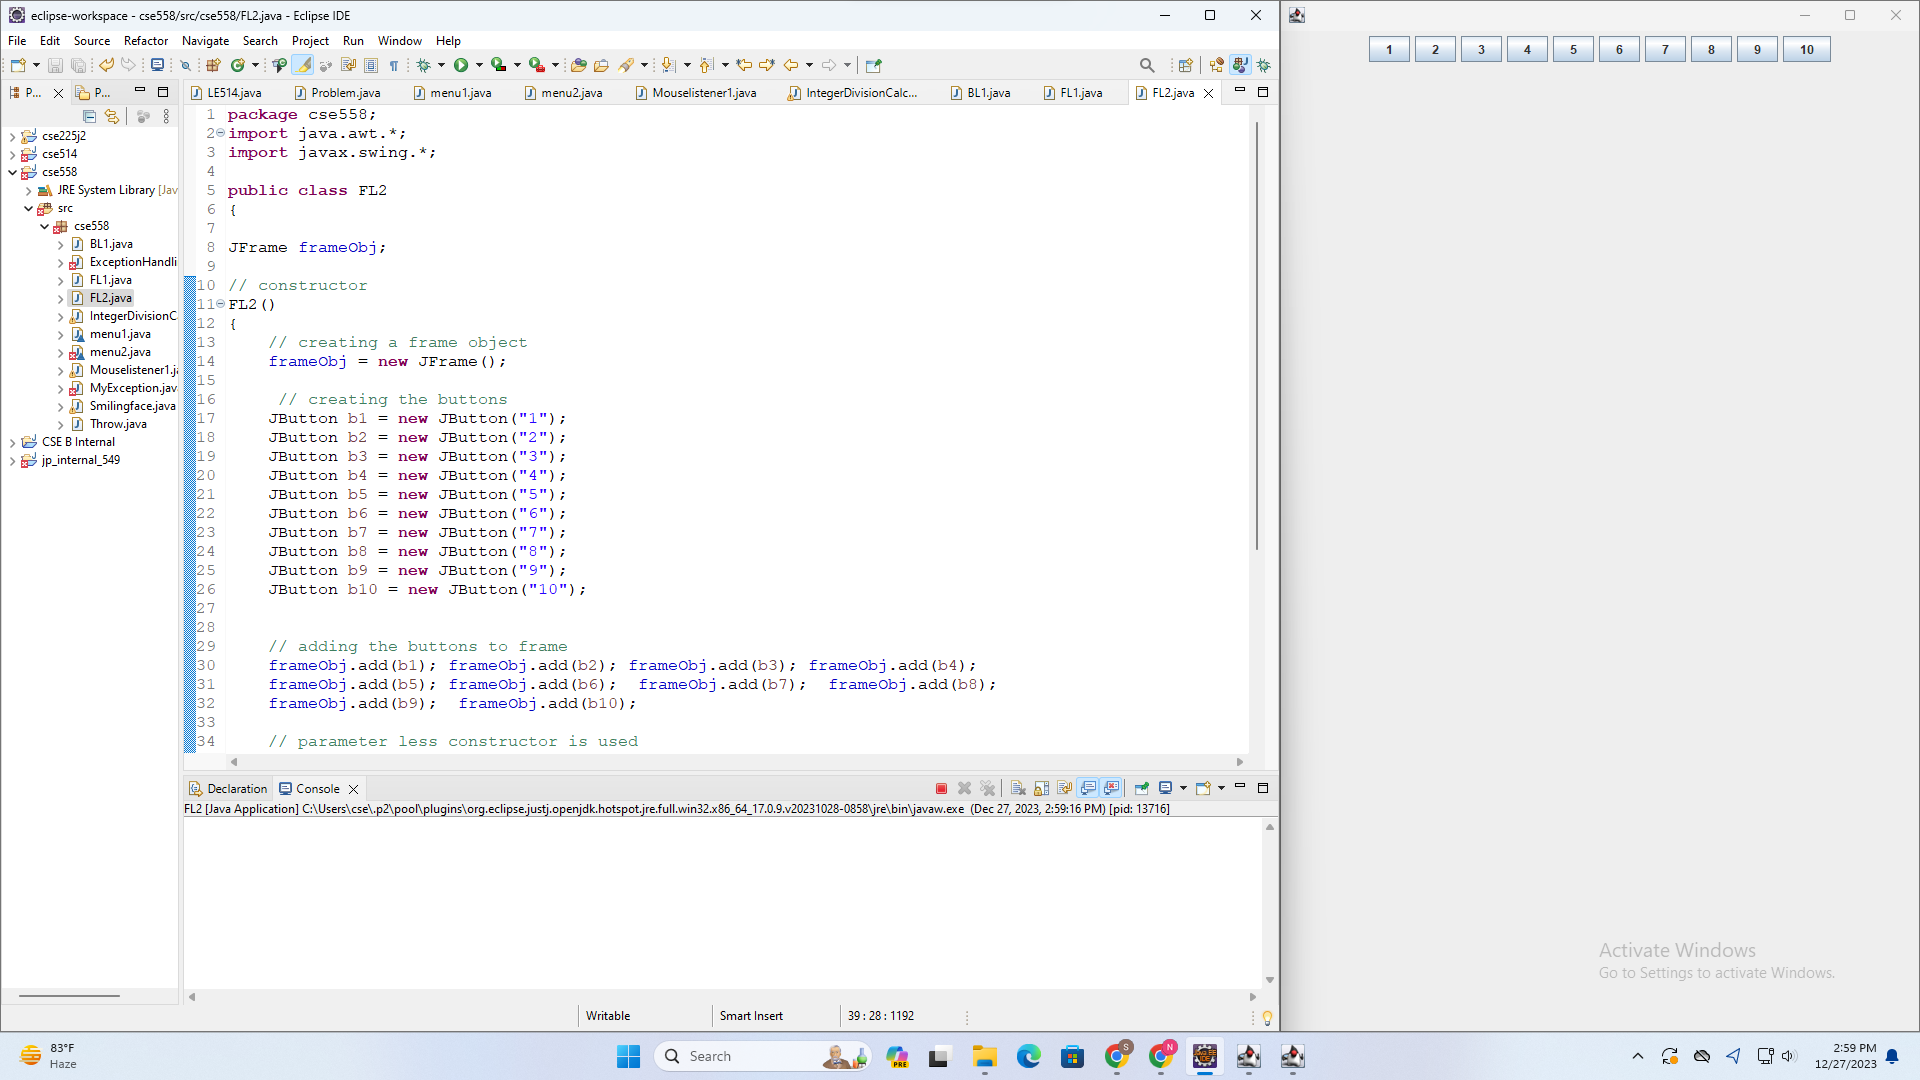 eclipse-workspace - cse558/src/cse558/FL2.java - Eclipse IDE
File Edit Source Refactor Navigate Search Project Run Window Help
P... P...
LE514.java Problem.java menu1.java menu2.java Mouselistener1.java IntegerDivisionCalc... BL1.java FL1.java FL2.java
cse225j2
cse514
cse558
JRE System Library [Jav
src
cse558
BL1.java
ExceptionHandli
FL1.java
FL2.java
IntegerDivisionC
menu1.java
menu2.java
Mouselistener1.ja
MyException.jav
Smilingface.java
Throw.java
CSE B Internal
jp_internal_549
1 package cse558;
2 import java.awt.*;
3 import javax.swing.*;
4
5 public class FL2
6 {
7
8 JFrame frameObj;
9
10 // constructor
11 FL2()
12 {
13 // creating a frame object
14 frameObj = new JFrame();
15
16 // creating the buttons
17 JButton b1 = new JButton("1");
18 JButton b2 = new JButton("2");
19 JButton b3 = new JButton("3");
20 JButton b4 = new JButton("4");
21 JButton b5 = new JButton("5");
22 JButton b6 = new JButton("6");
23 JButton b7 = new JButton("7");
24 JButton b8 = new JButton("8");
25 JButton b9 = new JButton("9");
26 JButton b10 = new JButton("10");
27
28
29 // adding the buttons to frame
30 frameObj.add(b1); frameObj.add(b2); frameObj.add(b3); frameObj.add(b4);
31 frameObj.add(b5); frameObj.add(b6); frameObj.add(b7); frameObj.add(b8);
32 frameObj.add(b9); frameObj.add(b10);
33
34 // parameter less constructor is used
Declaration Console
FL2 [Java Application] C:\Users\cse\.p2\pool\plugins\org.eclipse.justj.openjdk.hotspot.jre.full.win32.x86_64_17.0.9.v20231028-0858\jre\bin\javaw.exe (Dec 27, 2023, 2:59:16 PM) [pid: 13716]
Writable Smart Insert 39 : 28 : 1192
1 2 3 4 5 6 7 8 9 10
Activate Windows
Go to Settings to activate Windows.
83°F
Haze
Search
PRE
S
N
Java EE
IDE
2:59 PM
12/27/2023